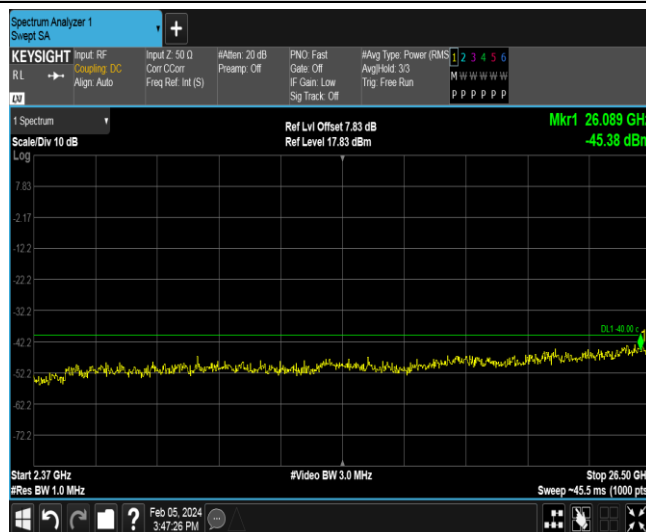 Spectrum Analyzer 1
Swept SA
+
KEYSIGHT Input: RF Input Z: 50 Ω #Atten: 20 dB PNO: Fast #Avg Type: Power (RMS 1 2 3 4 5 6
RL Coupling: DC Corr CCorr Preamp: Off Gate: Off Avg|Hold: 3/3 M W W W W W
Align: Auto Freq Ref: Int (S) IF Gain: Low Trig: Free Run
LXI Sig Track: Off P P P P P P
1 Spectrum Ref Lvl Offset 7.83 dB Mkr1 26.089 GHz
Scale/Div 10 dB Ref Level 17.83 dBm -45.38 dBm
Log
7.83
-2.17
-12.2
-22.2
-32.2
DL1 -40.00 c
-42.2
1
-52.2
-62.2
-72.2
Start 2.37 GHz #Video BW 3.0 MHz Stop 26.50 GH
#Res BW 1.0 MHz Sweep ~45.5 ms (1000 pts
? Feb 05, 2024
3:47:26 PM